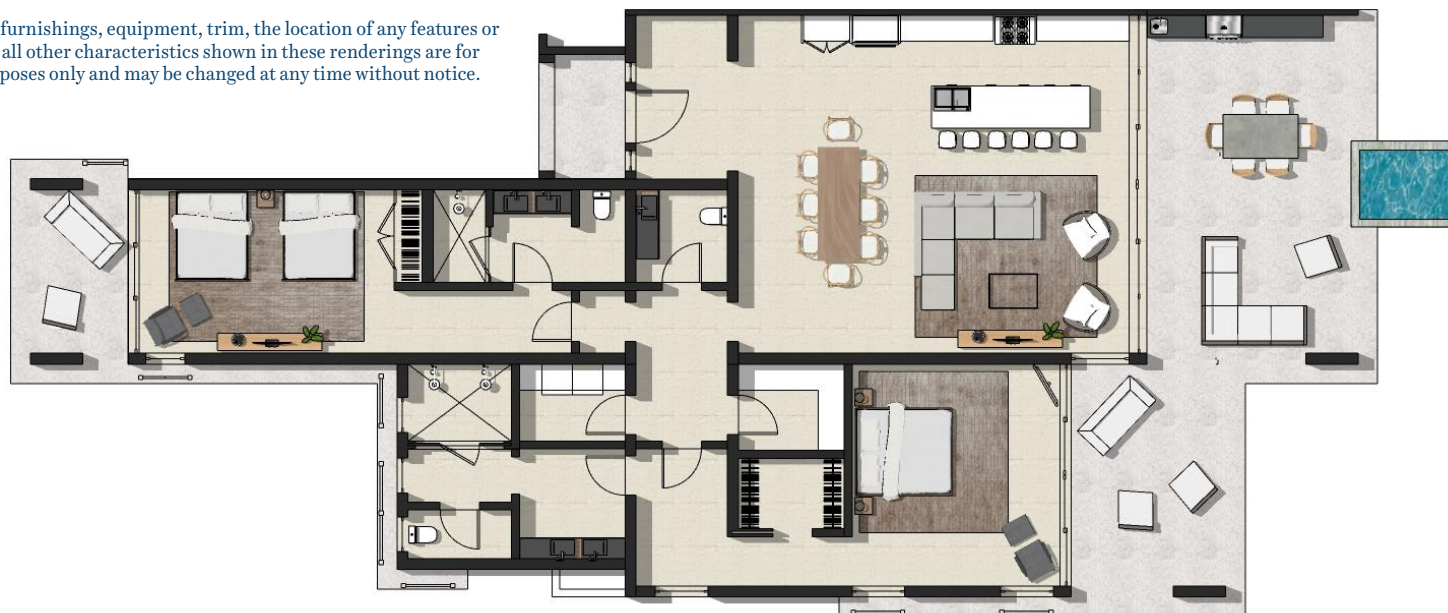 furnishings, equipment, trim, the location of any features or
all other characteristics shown in these renderings are for
poses only and may be changed at any time without notice.